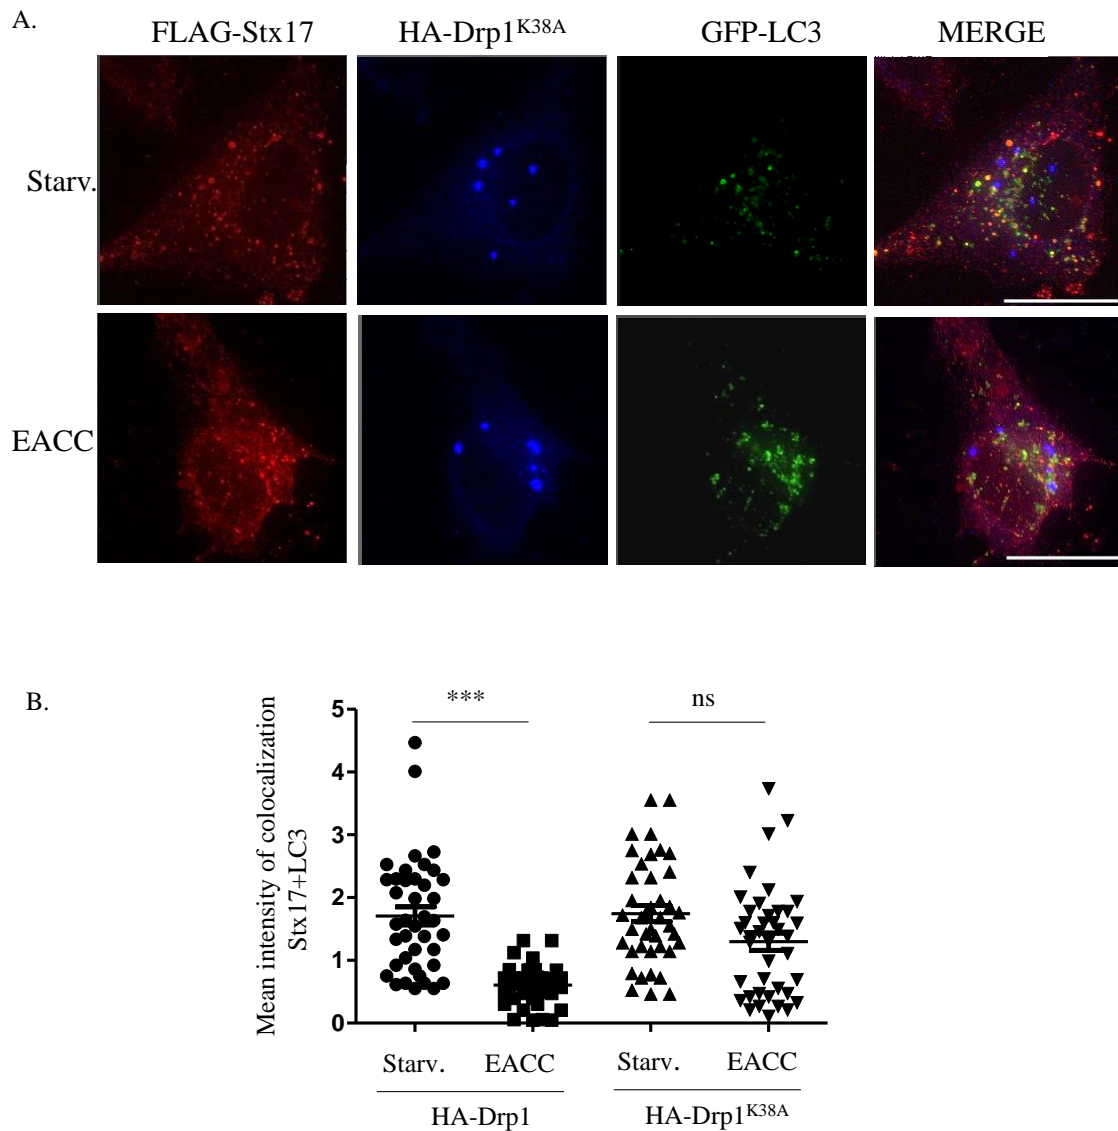 A.
FLAG-Stx17 HA-Drp1K38A GFP-LC3 MERGE
Starv.
EACC
B.
Mean intensity of colocalization
Stx17+LC3
*** ns
5
4
3
2
1
0
Starv. EACC Starv. EACC
HA-Drp1 HA-Drp1K38A